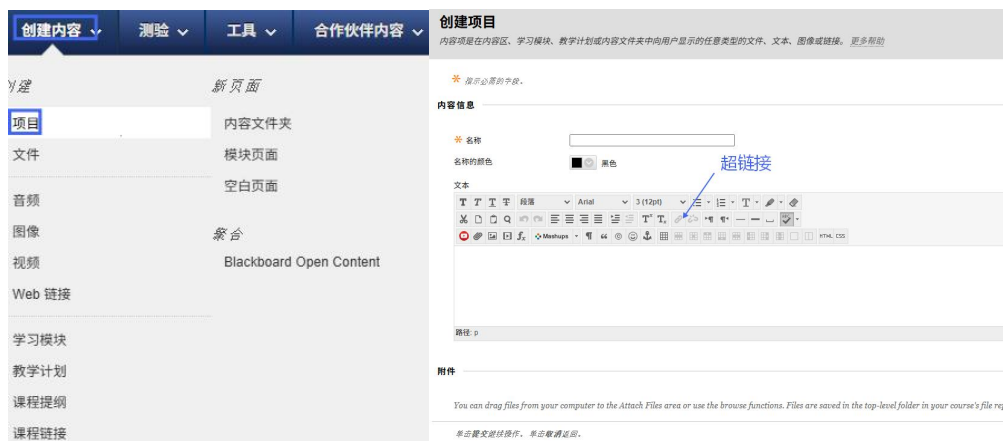 创建内容 测验 工具 合作伙伴内容
创建
新页面
项目
内容文件夹
文件
模块页面
空白页面
音频
图像
聚合
视频
Blackboard Open Content
Web 链接
学习模块
教学计划
课程提纲
课程链接
创建项目
内容项是在内容区、学习模块、教学计划或内容文件夹中向用户显示的任意类型的文件、文本、图像或链接。 更多帮助
* 指示必需的字段。
内容信息
* 名称
名称的颜色 黑色
超链接
文本
T T T T 段落 Arial 3 (12pt) T
Mashups HTML CSS
路径: p
附件
You can drag files from your computer to the Attach Files area or use the browse functions. Files are saved in the top-level folder in your course's file
单击提交继续操作。单击取消返回。